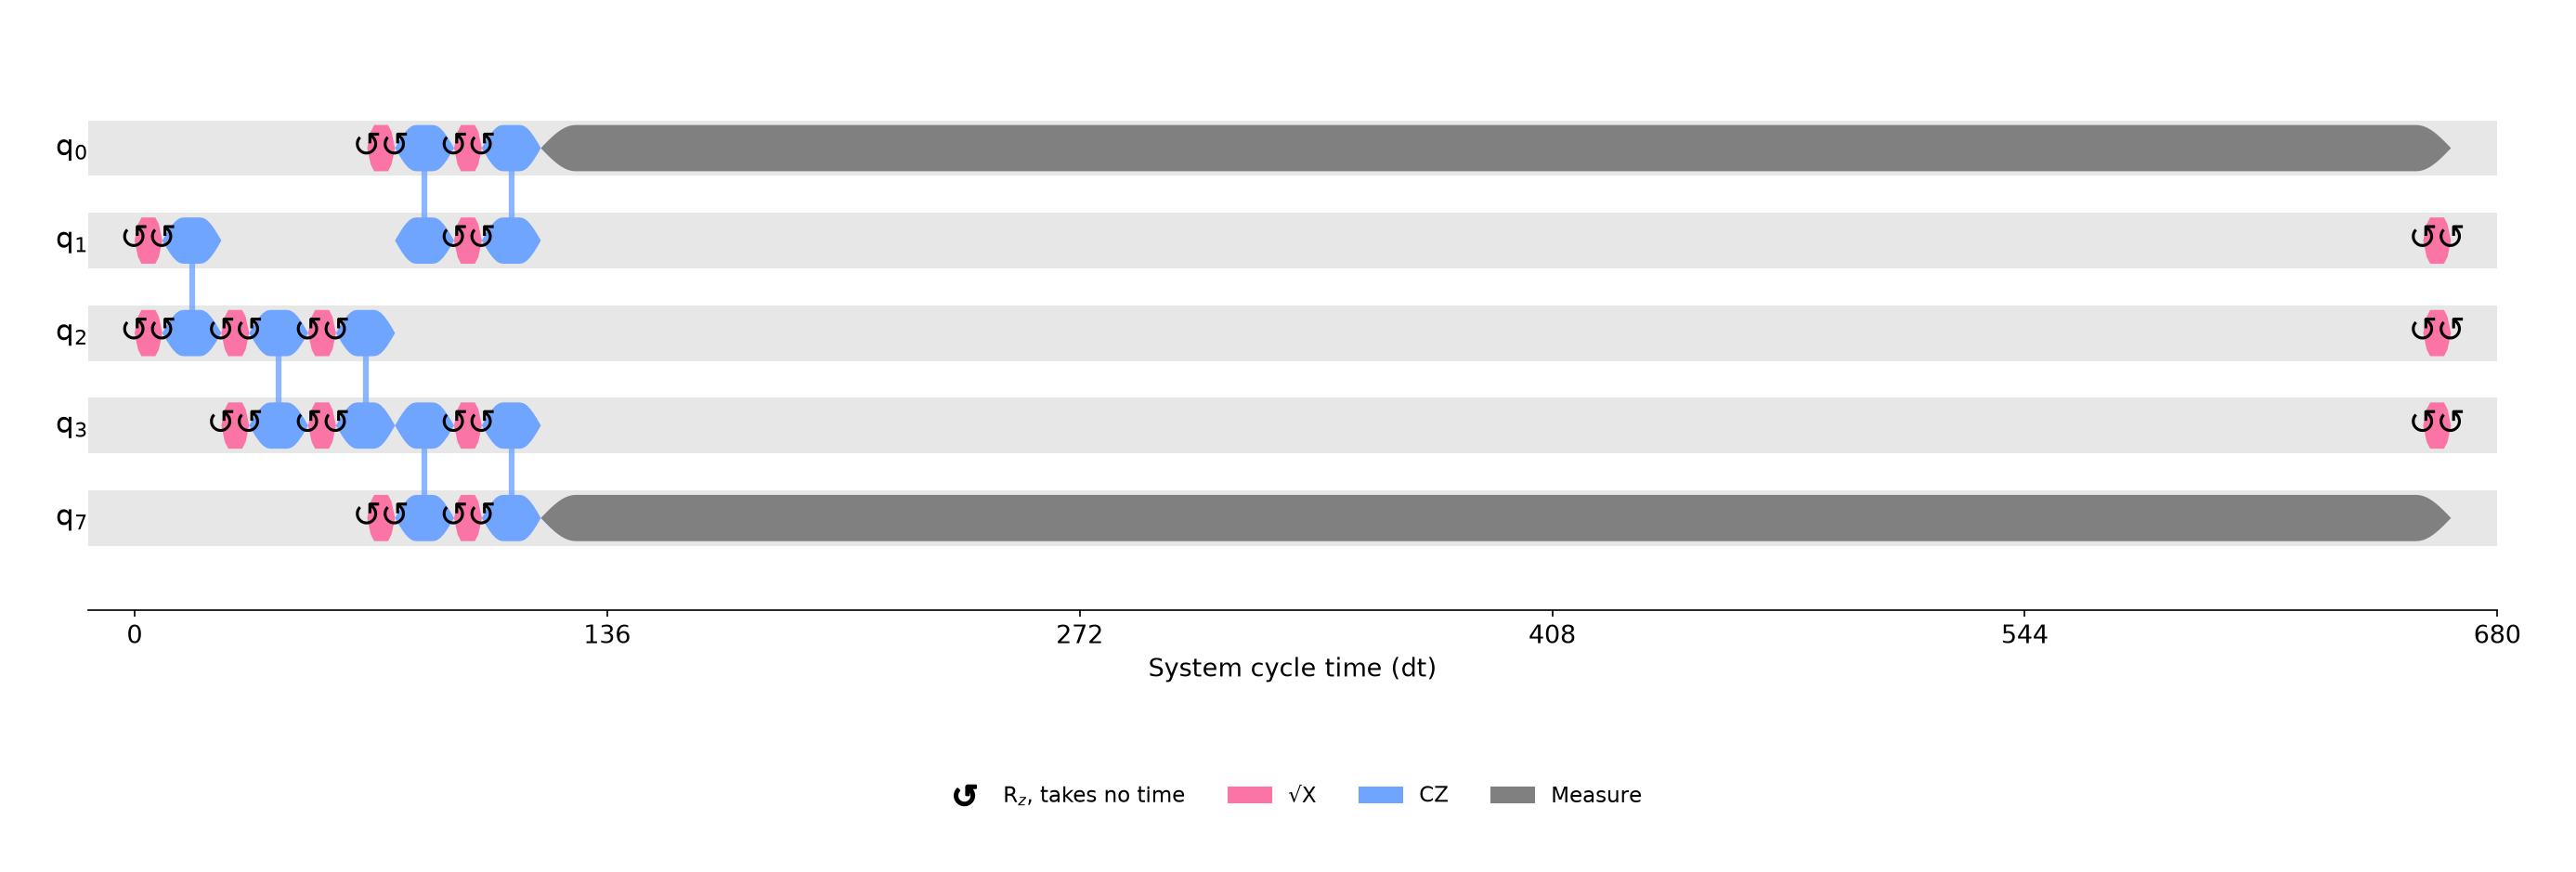 q0
q1
q2
q3
q7
0 136 272 408 544 680
System cycle time (dt)
↺ Rz, takes no time √X CZ Measure